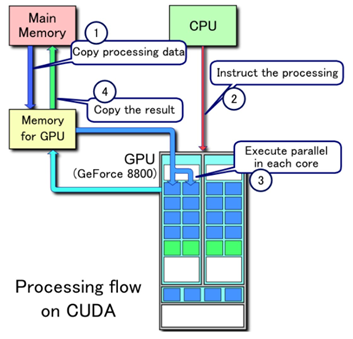 Main
Memory
CPU
1
Copy processing data
Instruct the processing
2
4
Copy the result
Memory
for GPU
GPU
(GeForce 8800)
Execute parallel
in each core
3
Processing flow
on CUDA